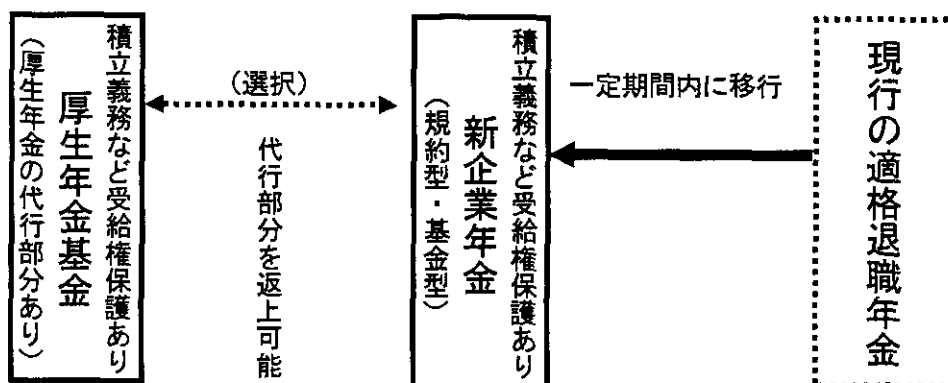 積立義務など受給権保護あり
厚生年金基金
（厚生年金の代行部分あり）
（選択）
代行部分を返上可能
積立義務など受給権保護あり
新企業年金
（規約型・基金型）
一定期間内に移行
現行の適格退職年金